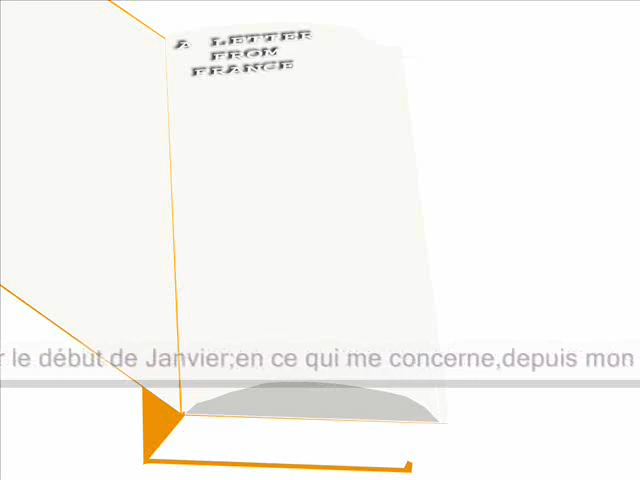 A LETTER
FROM
FRANCE
le début de Janvier;en ce qui me concerne,depuis mon